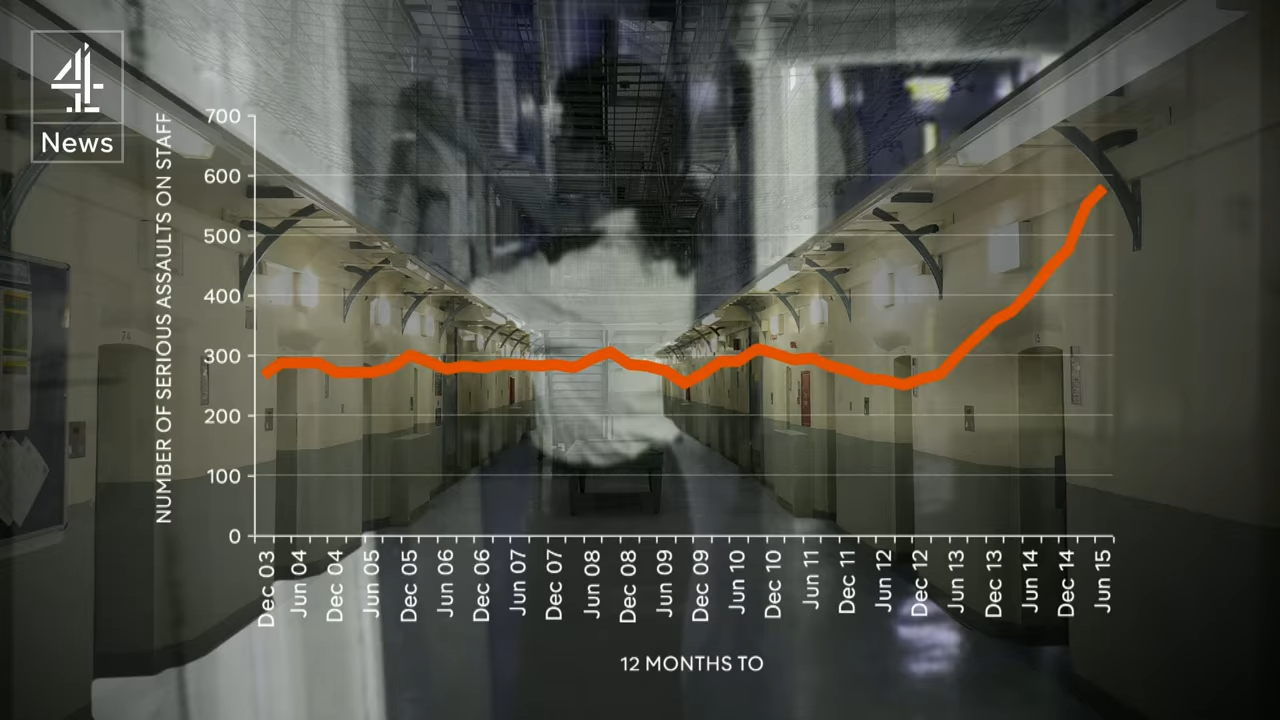 4
News
NUMBER OF SERIOUS ASSAULTS ON STAFF
700
600
500
400
300
200
100
0
Dec 03
Jun 04
Dec 04
Jun 05
Dec 05
Jun 06
Dec 06
Jun 07
Dec 07
Jun 08
Dec 08
Jun 09
Dec 09
Jun 10
Dec 10
Jun 11
Dec 11
Jun 12
Dec 12
Jun 13
Dec 13
Jun 14
Dec 14
Jun 15
12 MONTHS TO